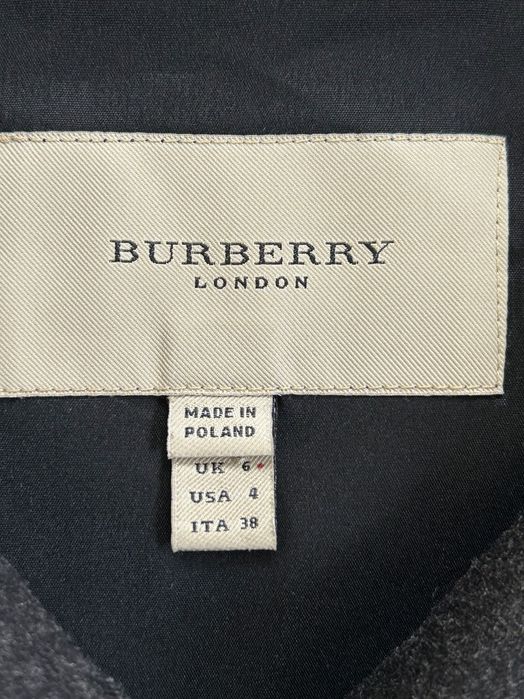 BURBERRY
LONDON
MADE IN
POLAND
UK 6
USA 4
ITA 38